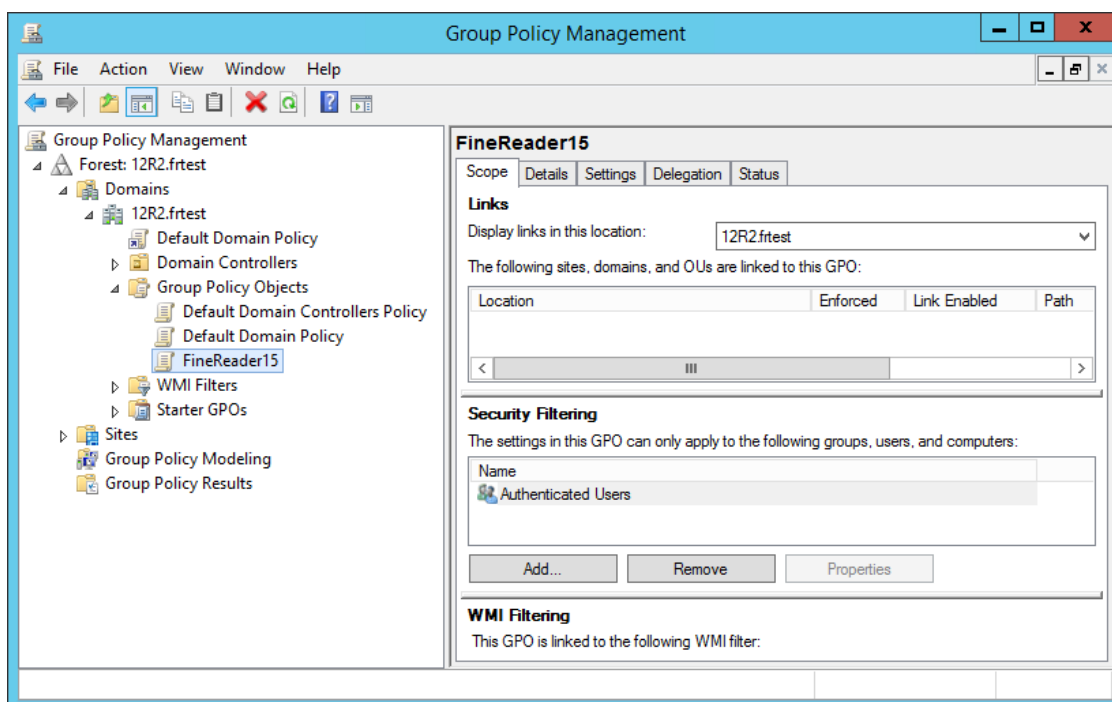 Group Policy Management
File Action View Window Help
Group Policy Management
Forest: 12R2.frtest
Domains
12R2.frtest
Default Domain Policy
Domain Controllers
Group Policy Objects
Default Domain Controllers Policy
Default Domain Policy
FineReader15
WMI Filters
Starter GPOs
Sites
Group Policy Modeling
Group Policy Results
FineReader15
Scope Details Settings Delegation Status
Links
Display links in this location: 12R2.frtest
The following sites, domains, and OUs are linked to this GPO:
Location Enforced Link Enabled Path
Security Filtering
The settings in this GPO can only apply to the following groups, users, and computers:
Name
Authenticated Users
Add... Remove Properties
WMI Filtering
This GPO is linked to the following WMI filter: